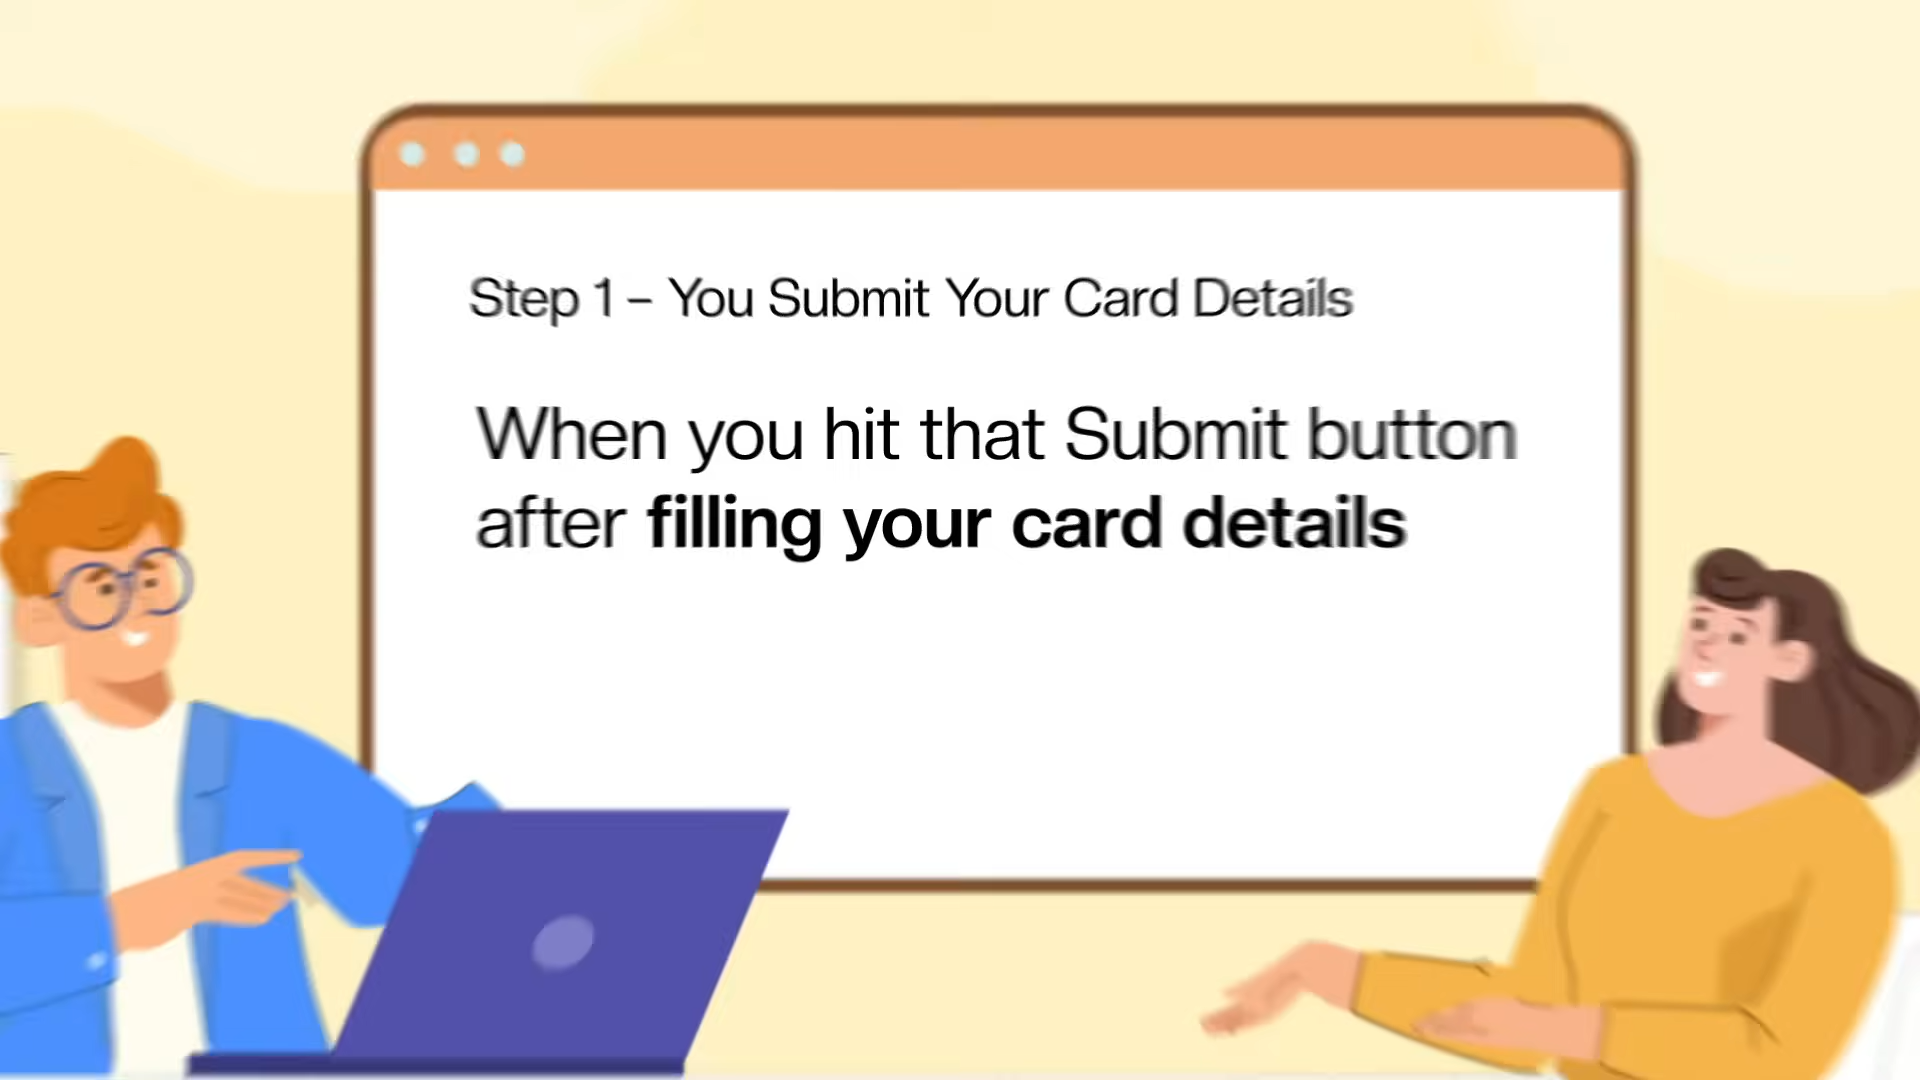 Step 1 – You Submit Your Card Details
When you hit that Submit button
after filling your card details